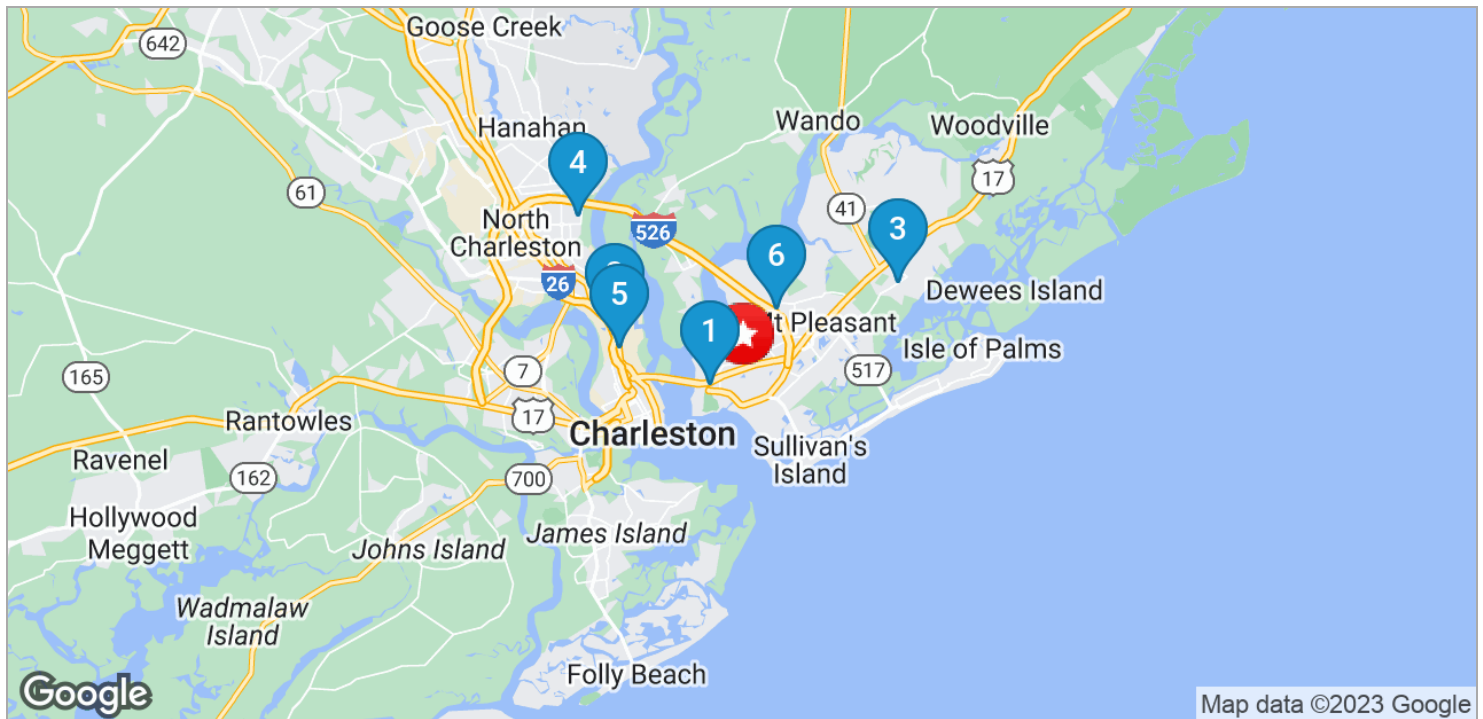 Goose Creek
642
Hanahan
Wando
Woodville
4
17
61
41
North
Charleston
526
3
6
26
5
Dewees Island
1
Mt Pleasant
Isle of Palms
165
7
517
Rantowles
17
Charleston
Sullivan's
Island
Ravenel
162
700
Hollywood
Meggett
James Island
Johns Island
Wadmalaw
Island
Folly Beach
Google
Map data ©2023 Google